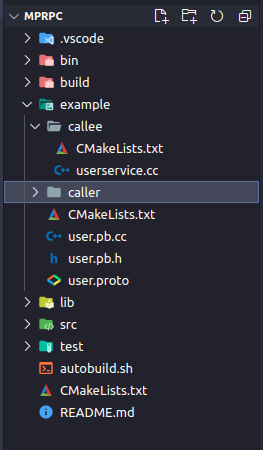 MPRPC
.vscode
bin
build
example
callee
CMakeLists.txt
userservice.cc
caller
CMakeLists.txt
user.pb.cc
user.pb.h
user.proto
lib
src
test
autobuild.sh
CMakeLists.txt
README.md